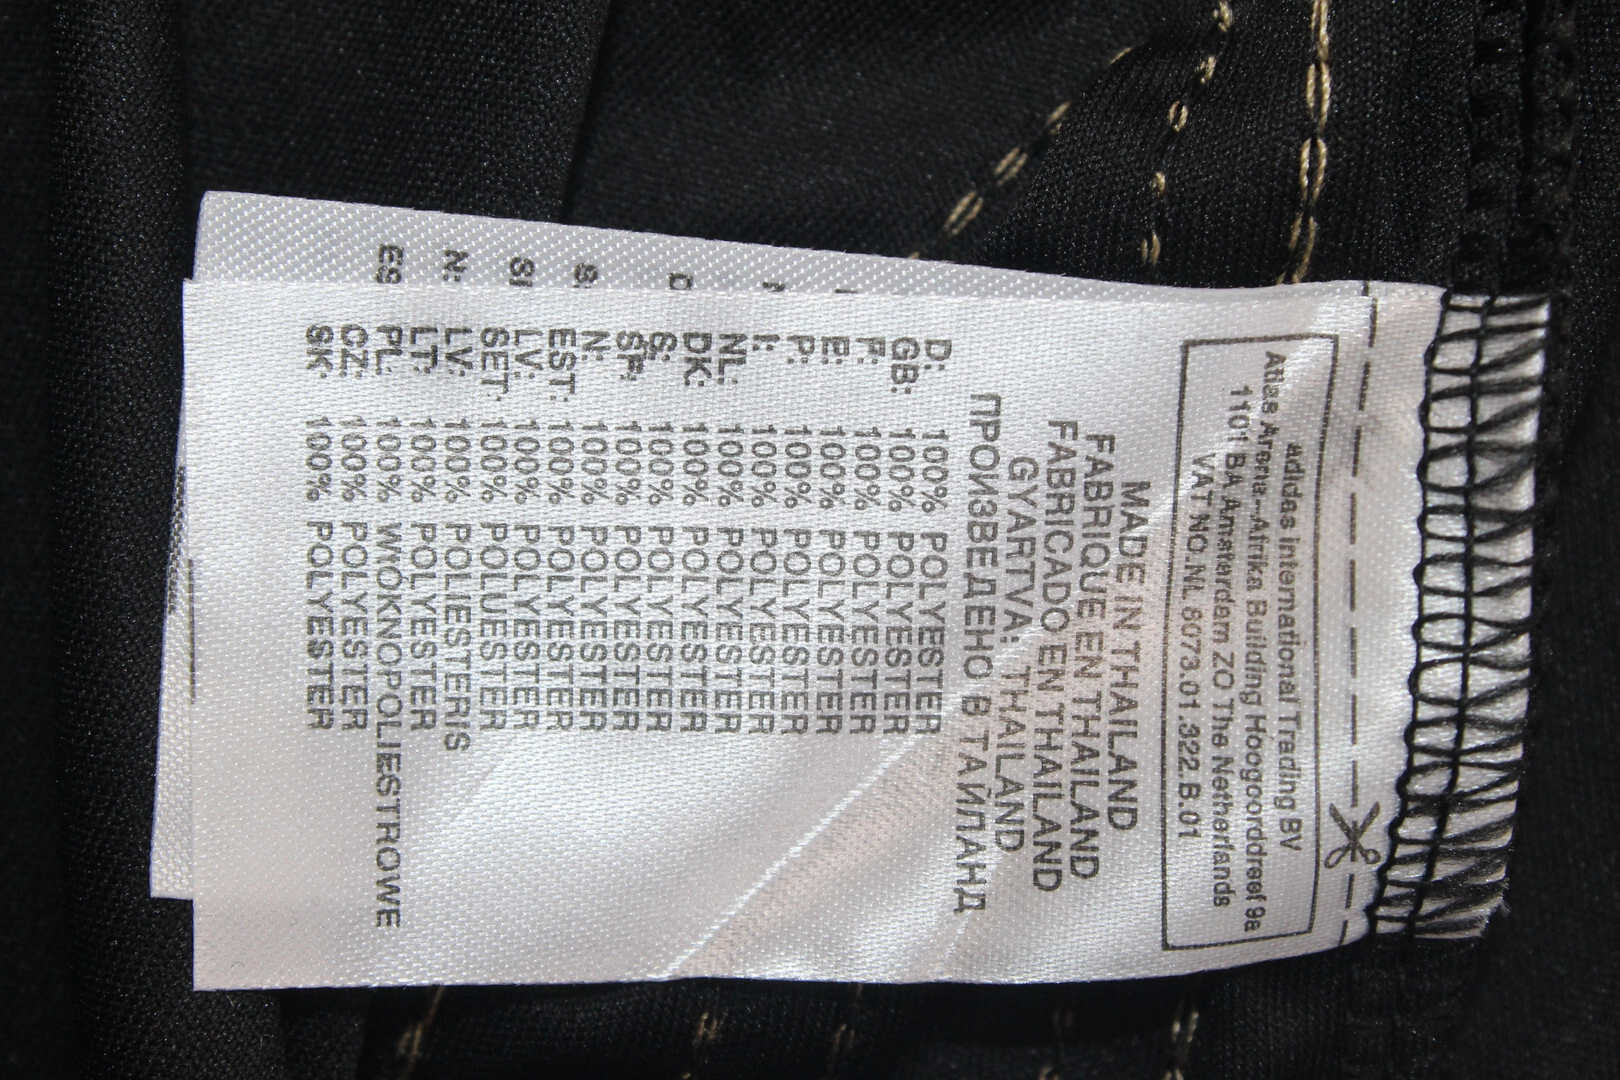 adidas International Trading BV
Atlas Arena-Afrika Building Hoogoorddreef 9a
1101 BA Amsterdam ZO The Netherlands
VAT NO.NL 8073.01.322.B.01
MADE IN THAILAND
FABRIQUE EN THAILAND
FABRICADO EN THAILAND
GYARTVA: THAILAND
ПРОИЗВЕДЕНО В ТАЙЛАНД
D: 100% POLYESTER
GB: 100% POLYESTER
F: 100% POLYESTER
E: 100% POLYESTER
P: 100% POLYESTER
I: 100% POLYESTER
NL: 100% POLYESTER
DK: 100% POLYESTER
S: 100% POLYESTER
SF: 100% POLYESTER
N: 100% POLYESTER
EST: 100% POLYESTER
LV: 100% POLYESTER
SET: 100% POLUESTER
LV: 100% POLIESTERIS
LT: 100% POLYESTER
PL: 100% WOOKNOPOLIESTROWE
CZ: 100% POLYESTER
SK: 100% POLYESTER
N:
ES